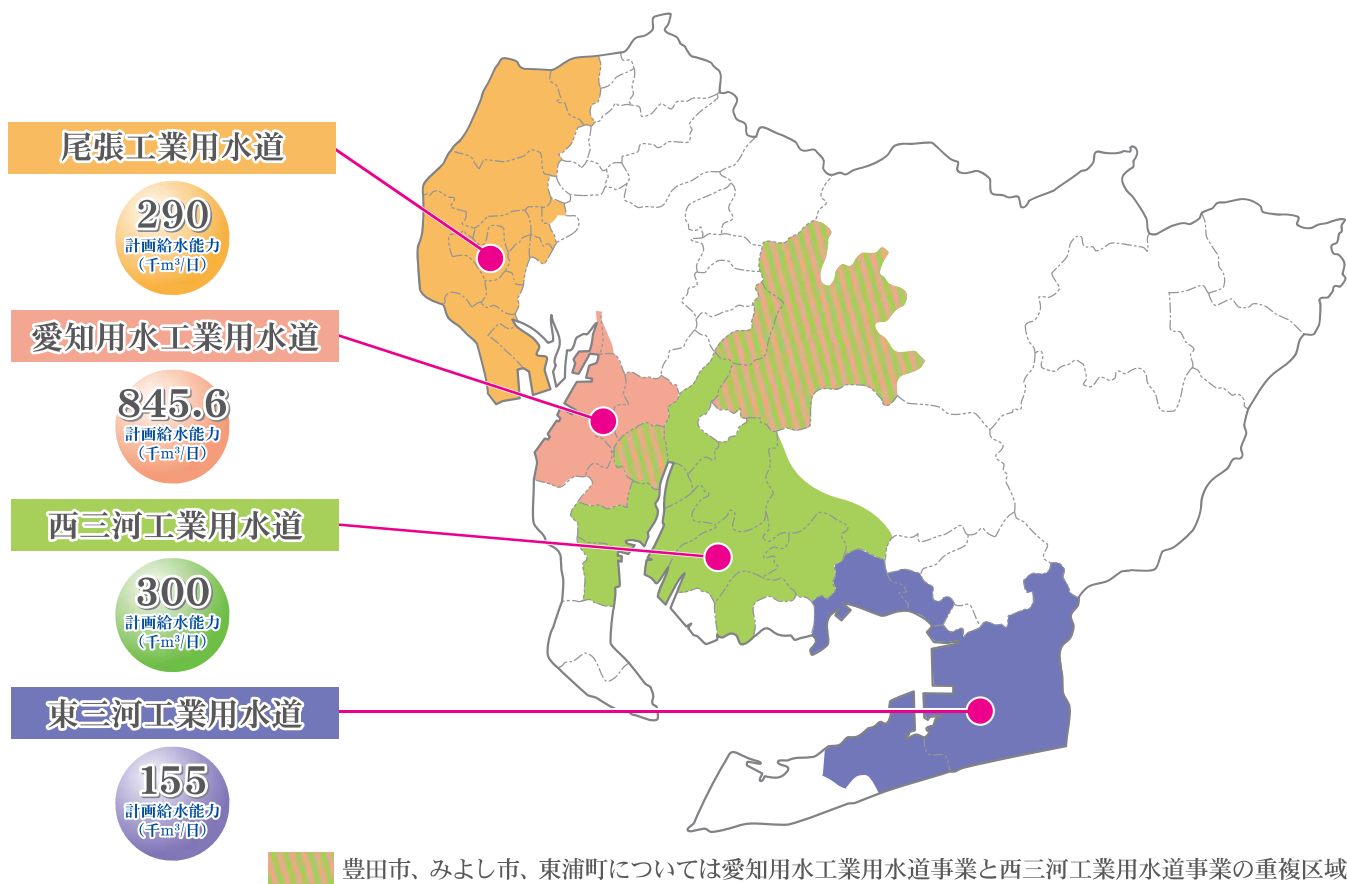 尾張工業用水道
290
計画給水能力
（千m³/日）
愛知用水工業用水道
845.6
計画給水能力
（千m³/日）
西三河工業用水道
300
計画給水能力
（千m³/日）
東三河工業用水道
155
計画給水能力
（千m³/日）
豊田市、みよし市、東浦町については愛知用水工業用水道事業と西三河工業用水道事業の重複区域